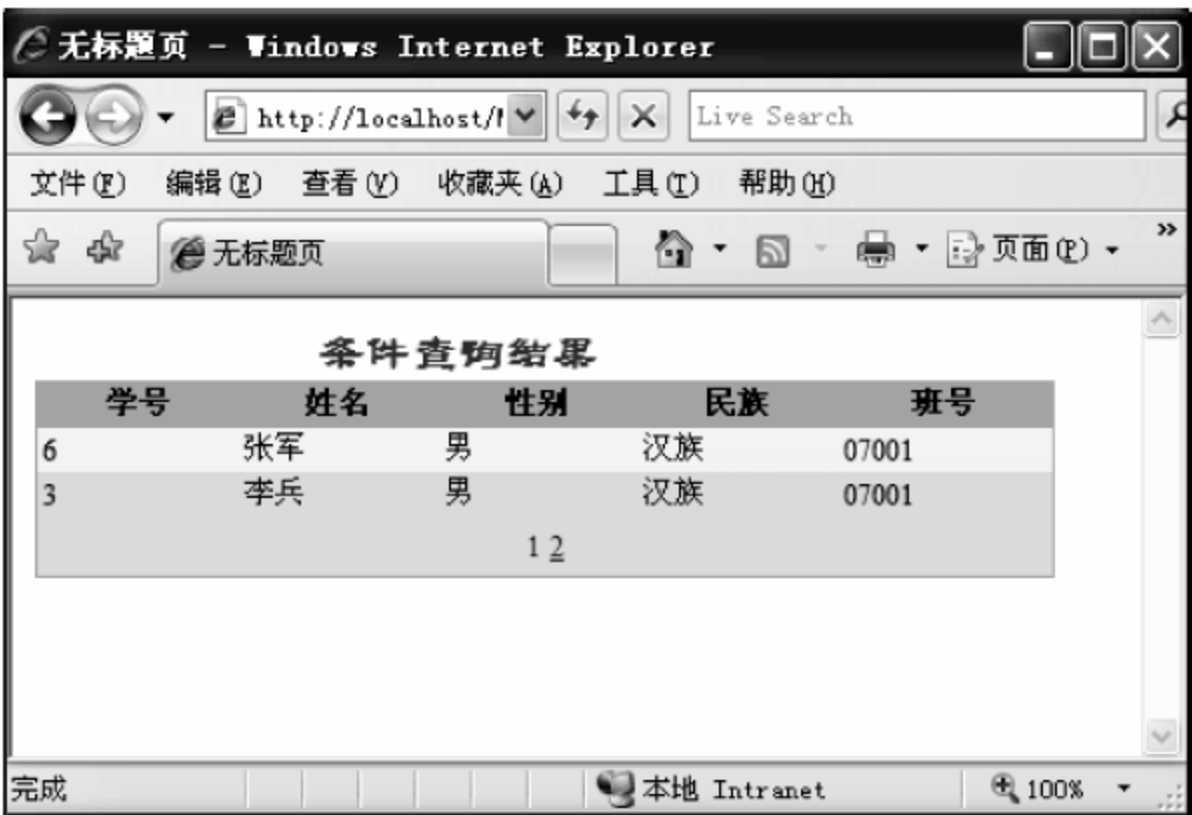 无标题页 - Windows Internet Explorer
http://localhost/ Live Search
文件(F) 编辑(E) 查看(V) 收藏夹(A) 工具(T) 帮助(H)
无标题页 页面(P) »
条件查询结果
学号 姓名 性别 民族 班号
6 张军 男 汉族 07001
3 李兵 男 汉族 07001
1 2
完成 本地 Intranet 100%